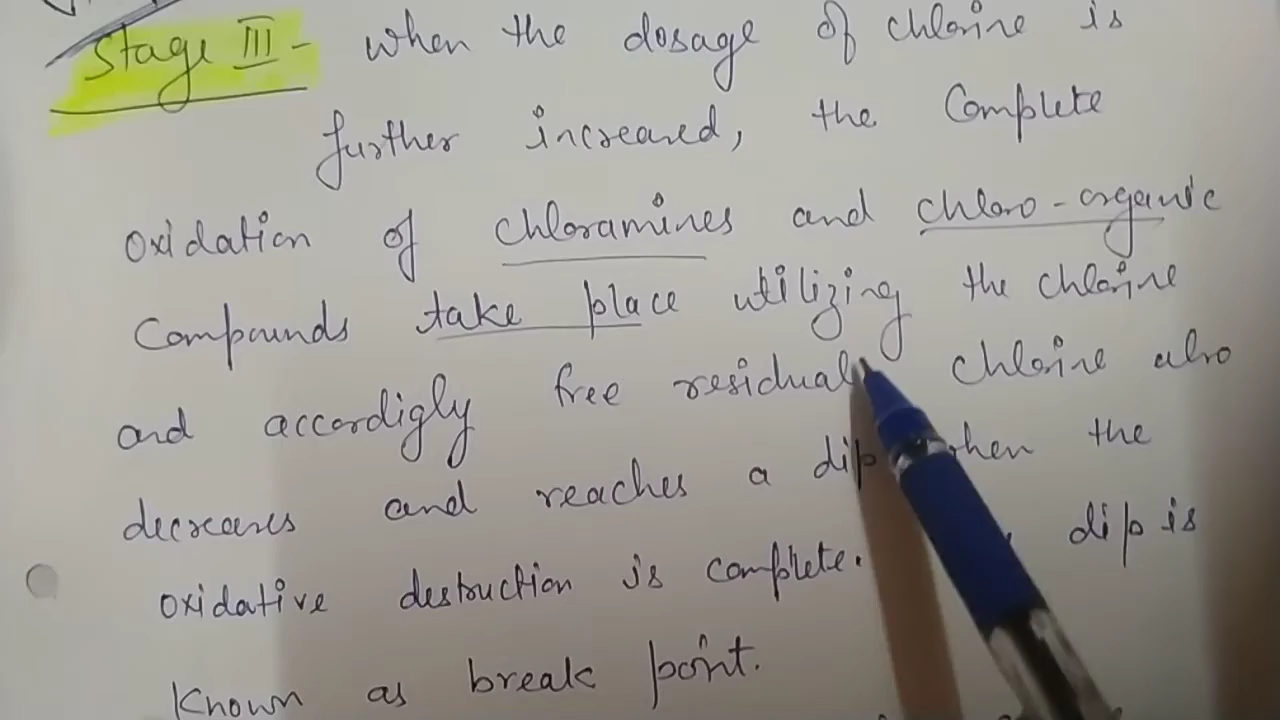 Stage III - when the dosage of chlorine is
further increased, the Complete
oxidation of chloramines and chloro-organic
Compounds take place utilizing the chlorine
and accordigly free residual chlorine also
decreases and reaches a dip when the
oxidative destruction is complete. dip is
Known as break point.